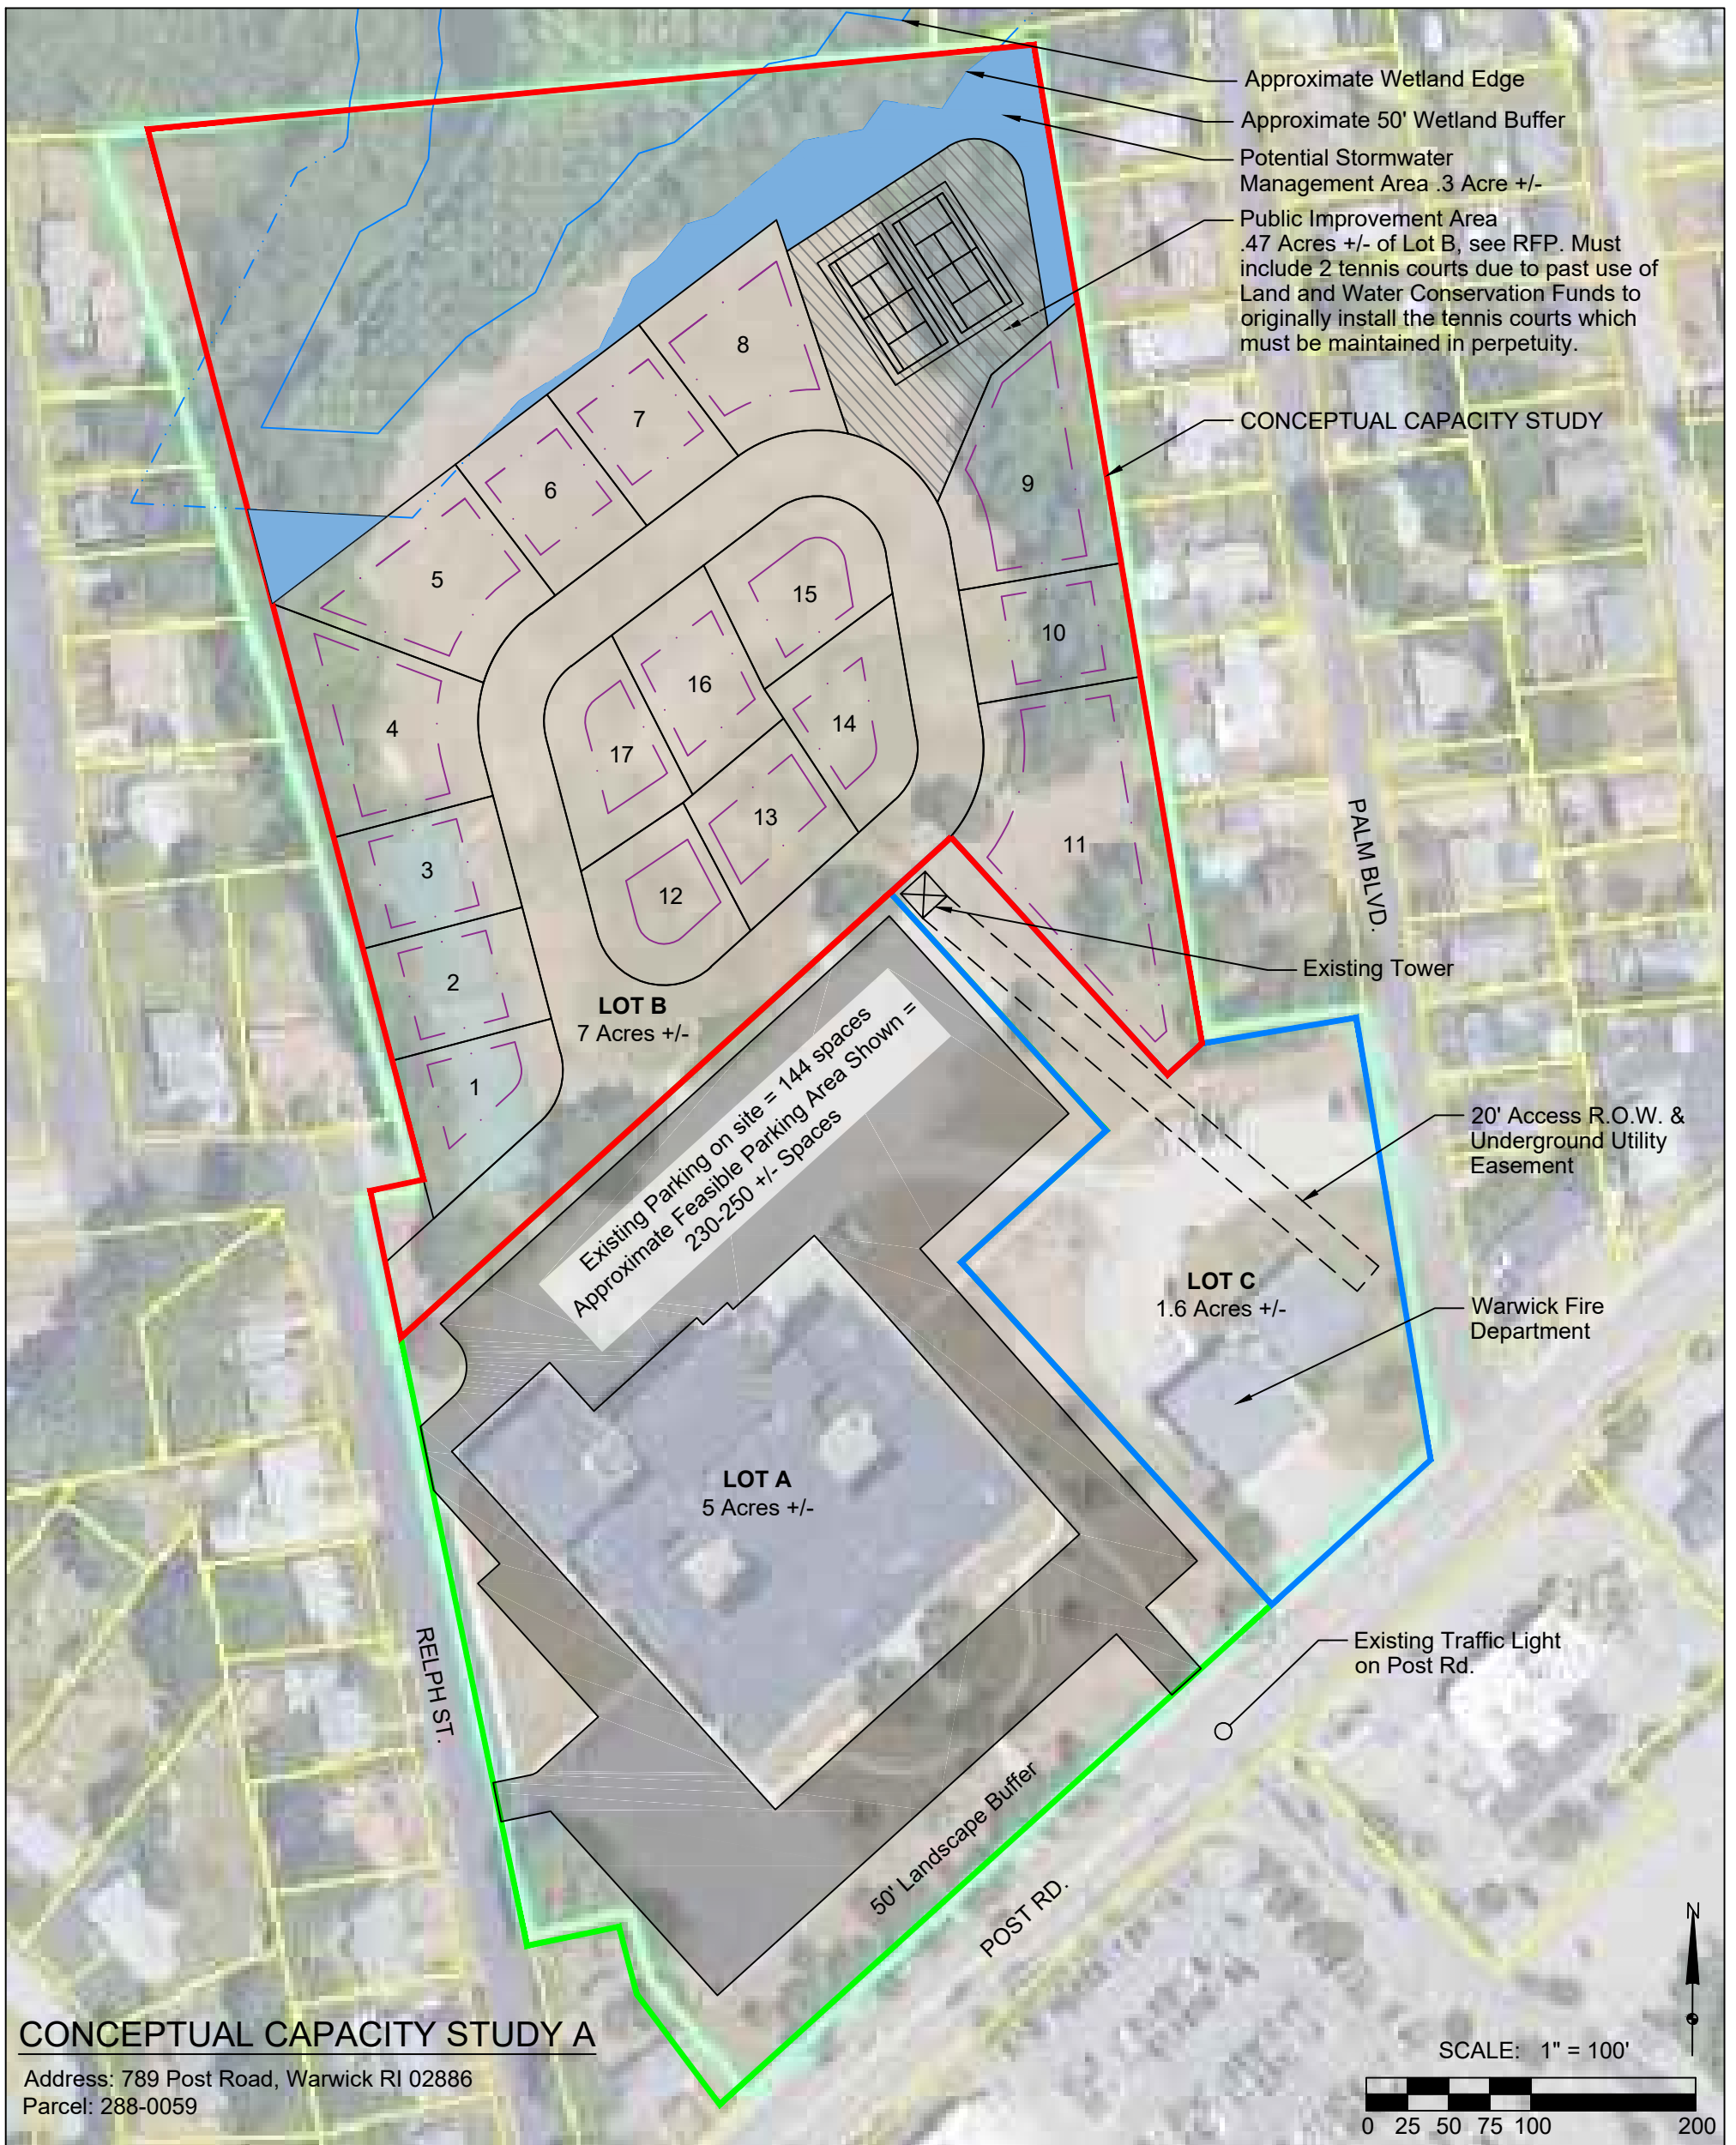 Approximate Wetland Edge
Approximate 50' Wetland Buffer
Potential Stormwater
Management Area .3 Acre +/-
Public Improvement Area
.47 Acres +/- of Lot B, see RFP. Must
include 2 tennis courts due to past use of
Land and Water Conservation Funds to
originally install the tennis courts which
must be maintained in perpetuity.
CONCEPTUAL CAPACITY STUDY
8
7
6
5
9
15
10
16
4
14
17
13
3
12
11
2
1
PALM BLVD.
Existing Tower
LOT B
7 Acres +/-
Existing Parking on site = 144 spaces
Approximate Feasible Parking Area Shown =
230-250 +/- Spaces
20' Access R.O.W. &
Underground Utility
Easement
LOT C
1.6 Acres +/-
Warwick Fire
Department
LOT A
5 Acres +/-
RELPH ST.
Existing Traffic Light
on Post Rd.
50' Landscape Buffer
POST RD.
N
CONCEPTUAL CAPACITY STUDY A
Address: 789 Post Road, Warwick RI 02886
Parcel: 288-0059
SCALE: 1" = 100'
0 25 50 75 100 200